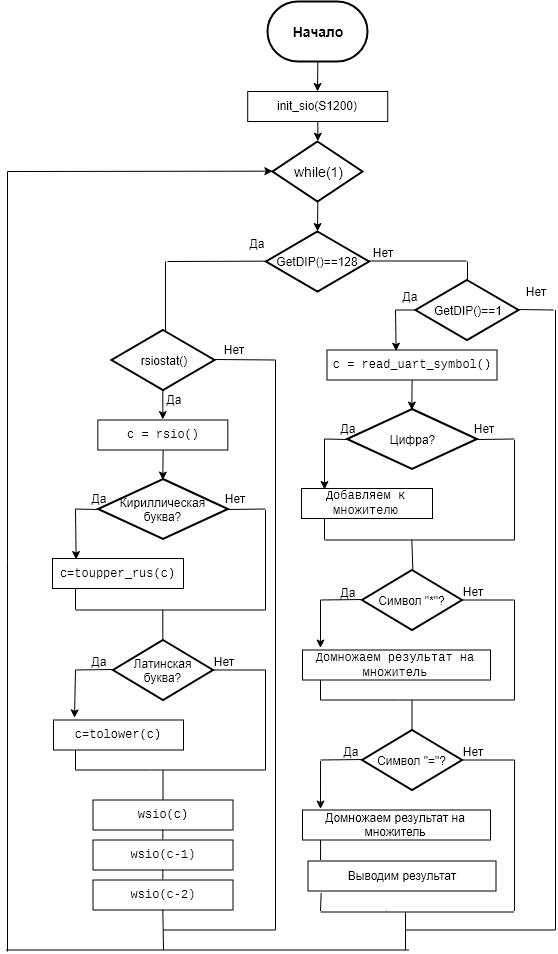 Начало
init_sio(S1200)
while(1)
Да
GetDIP()==128
Нет
Да
GetDIP()==1
Нет
rsiostat()
Нет
Да
c = rsio()
Да
Кириллическая
буква?
Нет
c=toupper_rus(c)
Да
Латинская
буква?
Нет
c=tolower(c)
wsio(c)
wsio(c-1)
wsio(c-2)
c = read_uart_symbol()
Да
Цифра?
Нет
Добавляем к
множителю
Да
Символ "*"?
Нет
Домножаем результат на
множитель
Да
Символ "="?
Нет
Домножаем результат на
множитель
Выводим результат